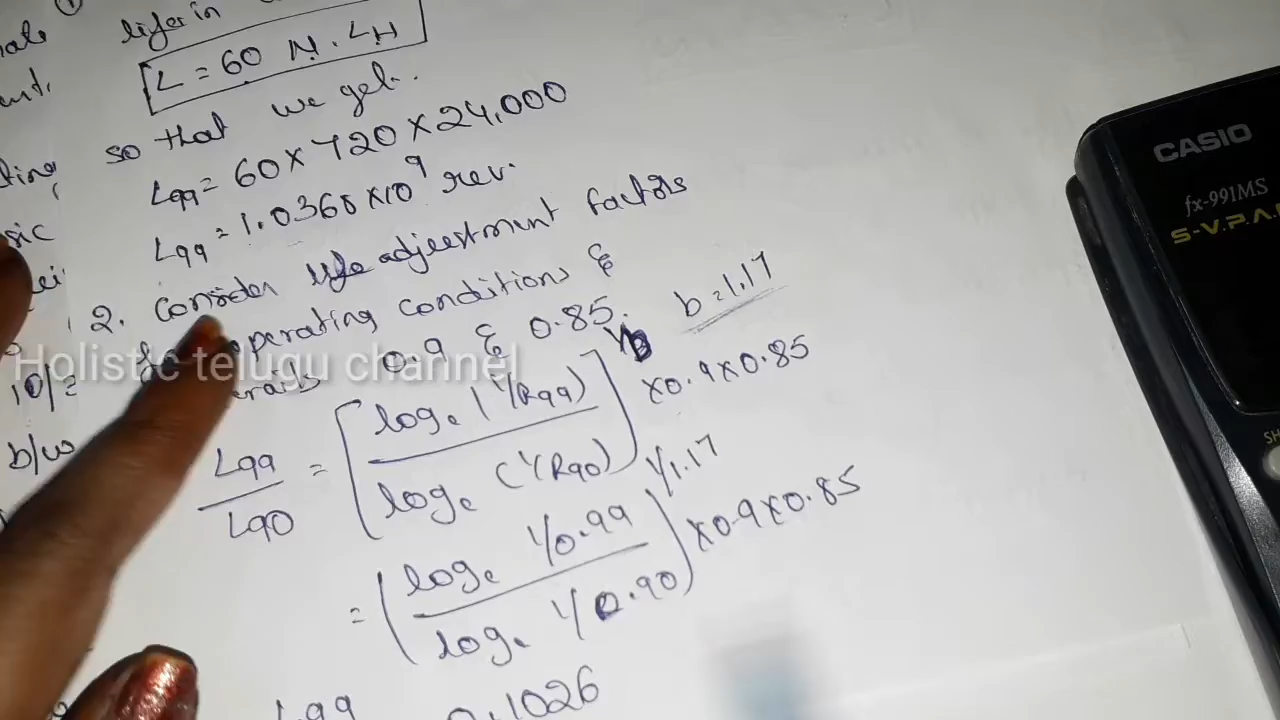 life in
L = 60 N. LH
so that we get.
L99 = 60 x 720 x 24,000
L99 = 1.0368 x 10^9 rev.
2. Consider life adjustment factors
operating conditions &
0.9 & 0.85. b = 1.17
L99/L90 = [loge (1/R99) / loge (1/R90)]^1/b x 0.9 x 0.85
= (loge 1/0.99 / loge 1/0.90)^1/1.17 x 0.9 x 0.85
L99 0.1026
b/w
CASIO
fx-991MS
S-V.P.A.
Holistic telugu channel